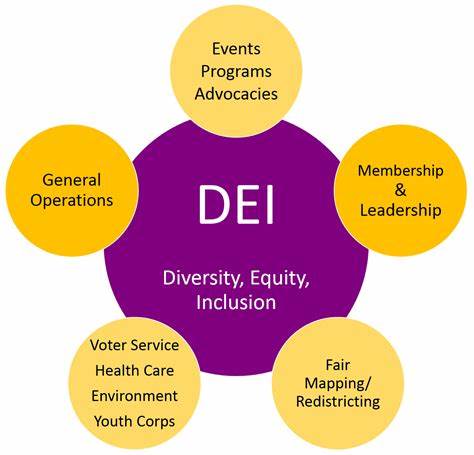 Events
Programs
Advocacies
General
Operations
DEI
Diversity, Equity,
Inclusion
Membership
&
Leadership
Voter Service
Health Care
Environment
Youth Corps
Fair
Mapping/
Redistricting